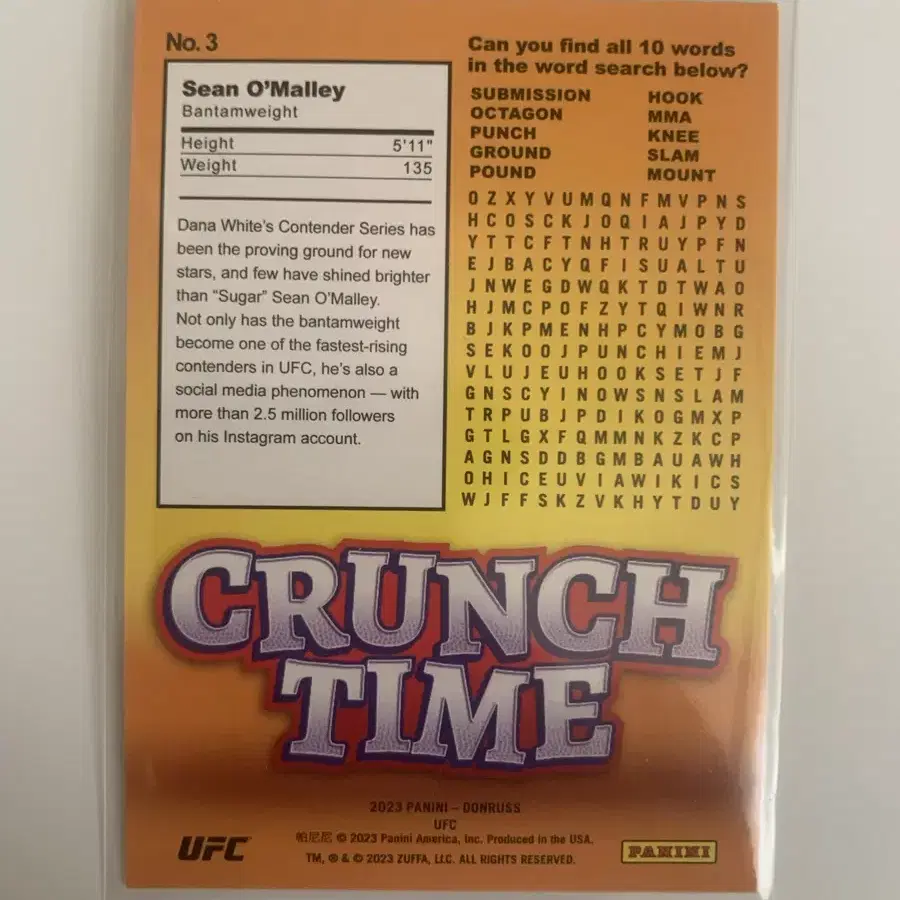 No. 3
Sean O'Malley
Bantamweight
Height 5'11"
Weight 135
Dana White's Contender Series has
been the proving ground for new
stars, and few have shined brighter
than “Sugar” Sean O'Malley.
Not only has the bantamweight
become one of the fastest-rising
contenders in UFC, he's also a
social media phenomenon — with
more than 2.5 million followers
on his Instagram account.
Can you find all 10 words
in the word search below?
SUBMISSION HOOK
OCTAGON MMA
PUNCH KNEE
GROUND SLAM
POUND MOUNT
O Z X Y V U M Q N F M V P N S
H C O S C K J O Q I A J P Y D
Y T T C F T N H T R U Y P F N
E J B A C Y Q F I S U A L T U
J N W E G D W Q K T D T W A O
H J M C P O F Z Y T Q I W N R
B J K P M E N H P C Y M O B G
S E K O O J P U N C H I E M J
V L U J E U H O O K S E T J F
G N S C Y I N O W S N S L A M
T R P U B J P D I K O G M X P
G T L G X F Q M M N K Z K C P
A G N S D D B G M B A U A W H
O H I C E U V I A W I K I C S
W J F F S K Z V K H Y T D U Y
CRUNCH
TIME
2023 PANINI – DONRUSS
UFC
帕尼尼 © 2023 Panini America, Inc. Produced in the USA.
TM, ® & © 2023 ZUFFA, LLC. ALL RIGHTS RESERVED.
UFC
PANINI